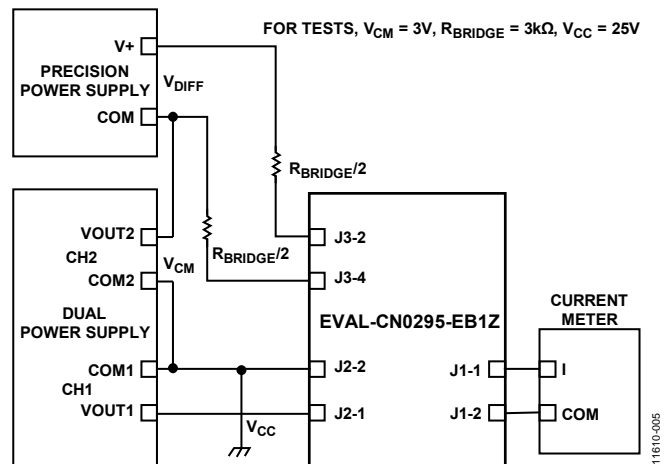 FOR TESTS, VCM = 3V, RBRIDGE = 3kΩ, VCC = 25V
V+
PRECISION
POWER SUPPLY
VDIFF
COM
RBRIDGE/2
VOUT2
J3-2
CH2
VCM
RBRIDGE/2
COM2
J3-4
DUAL
POWER SUPPLY
EVAL-CN0295-EB1Z
CURRENT
METER
COM1
J2-2
J1-1
I
CH1
VOUT1
VCC
J2-1
J1-2
COM
11610-005